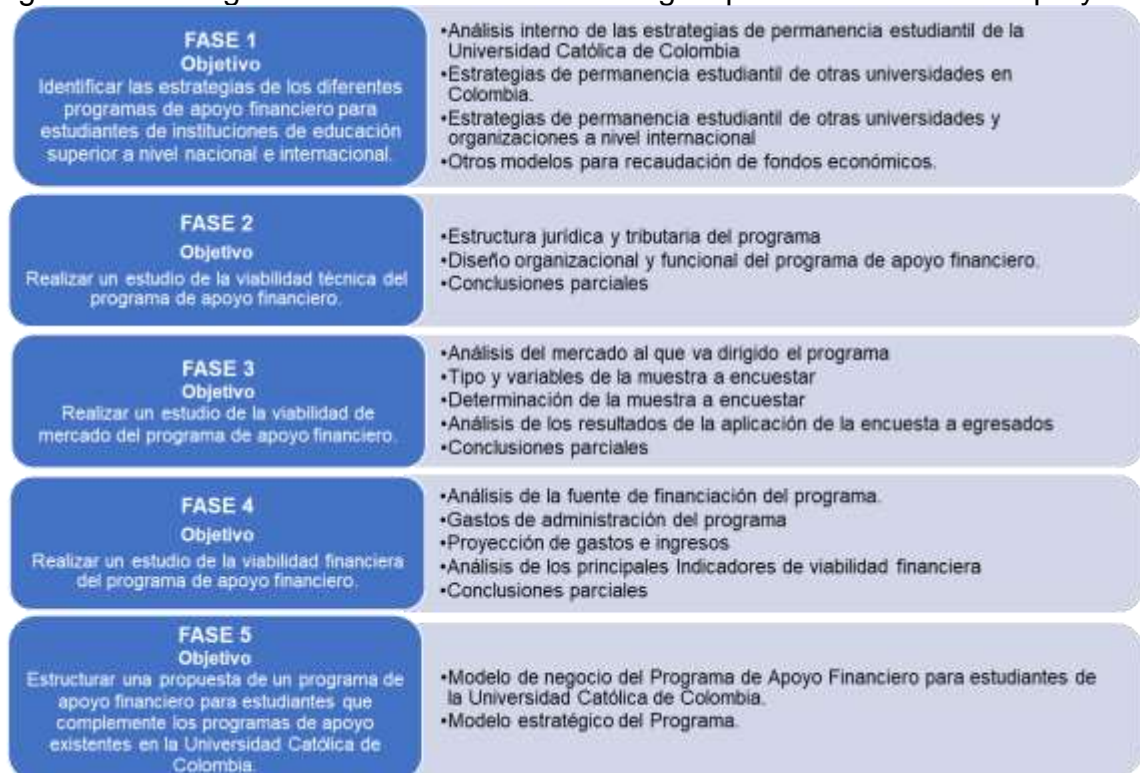 FASE 1
Objetivo
Identificar las estrategias de los diferentes
programas de apoyo financiero para
estudiantes de instituciones de educación
superior a nivel nacional e internacional.
•Análisis interno de las estrategias de permanencia estudiantil de la
Universidad Católica de Colombia
•Estrategias de permanencia estudiantil de otras universidades en
Colombia.
•Estrategias de permanencia estudiantil de otras universidades y
organizaciones a nivel internacional
•Otros modelos para recaudación de fondos económicos.
FASE 2
Objetivo
Realizar un estudio de la viabilidad técnica del
programa de apoyo financiero.
•Estructura jurídica y tributaria del programa
•Diseño organizacional y funcional del programa de apoyo financiero.
•Conclusiones parciales
FASE 3
Objetivo
Realizar un estudio de la viabilidad de
mercado del programa de apoyo financiero.
•Análisis del mercado al que va dirigido el programa
•Tipo y variables de la muestra a encuestar
•Determinación de la muestra a encuestar
•Análisis de los resultados de la aplicación de la encuesta a egresados
•Conclusiones parciales
FASE 4
Objetivo
Realizar un estudio de la viabilidad financiera
del programa de apoyo financiero.
•Análisis de la fuente de financiación del programa.
•Gastos de administración del programa
•Proyección de gastos e ingresos
•Análisis de los principales Indicadores de viabilidad financiera
•Conclusiones parciales
FASE 5
Objetivo
Estructurar una propuesta de un programa de
apoyo financiero para estudiantes que
complemente los programas de apoyo
existentes en la Universidad Católica de
Colombia.
•Modelo de negocio del Programa de Apoyo Financiero para estudiantes de
la Universidad Católica de Colombia.
•Modelo estratégico del Programa.